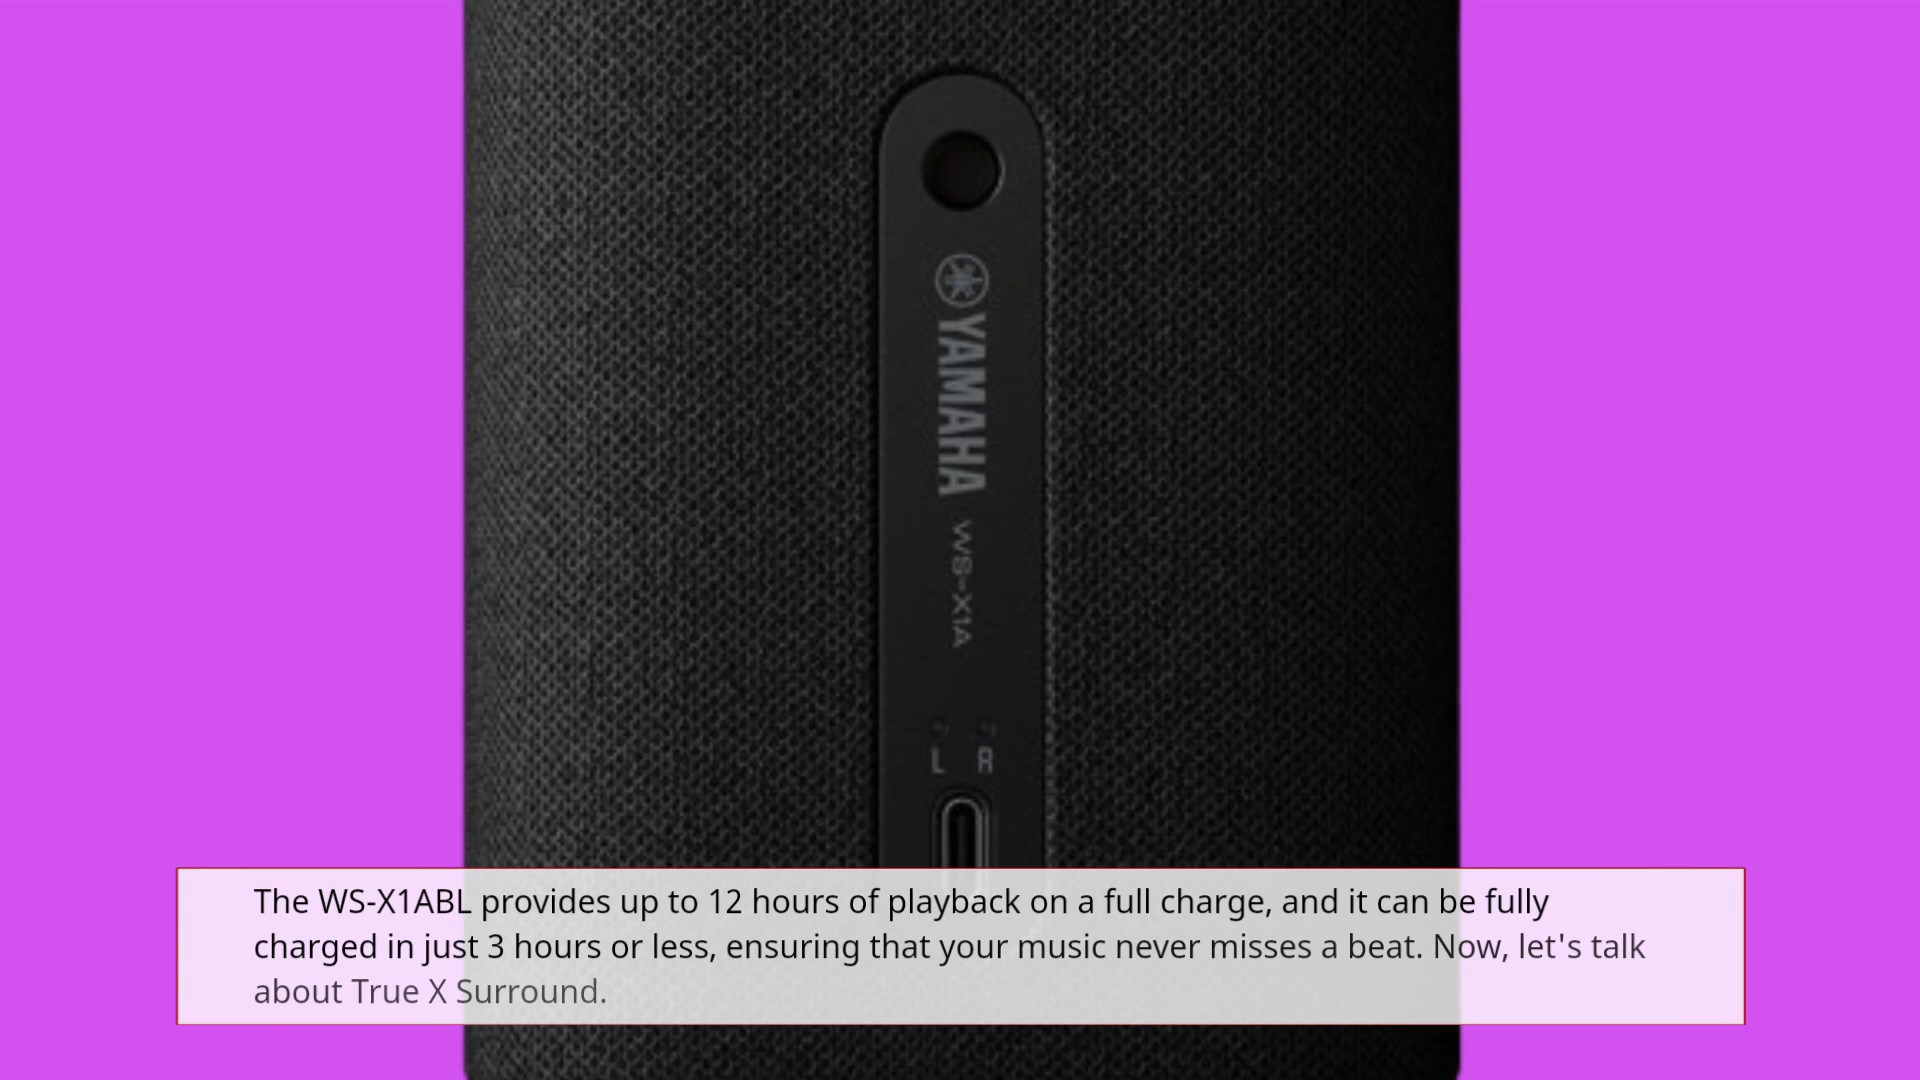 YAMAHA
WS-X1A
L R
The WS-X1ABL provides up to 12 hours of playback on a full charge, and it can be fully
charged in just 3 hours or less, ensuring that your music never misses a beat. Now, let's talk
about True X Surround.